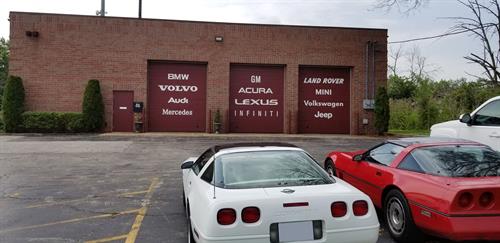 BMW
VOLVO
Audi
Mercedes
GM
ACURA
LEXUS
INFINITI
LAND ROVER
MINI
Volkswagen
Jeep